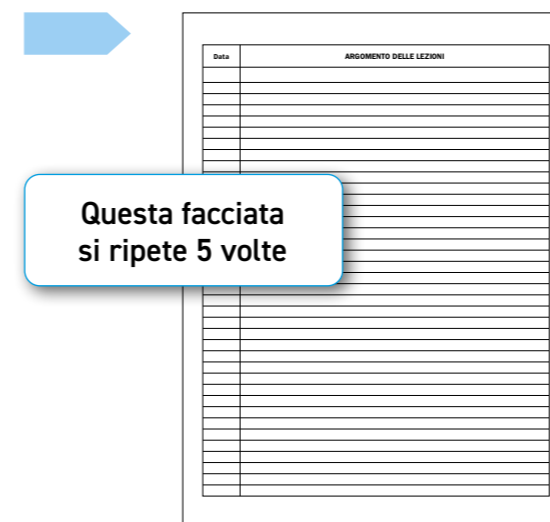 Data ARGOMENTO DELLE LEZIONI
Questa facciata
si ripete 5 volte